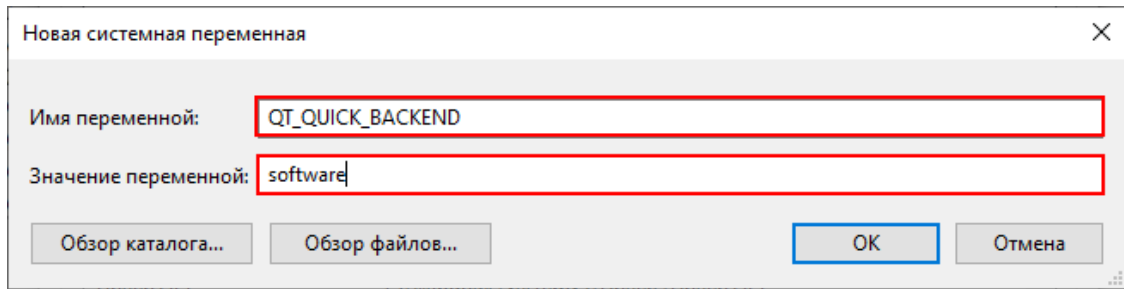 Новая системная переменная
Имя переменной: QT_QUICK_BACKEND
Значение переменной: software
Обзор каталога... Обзор файлов... OK Отмена